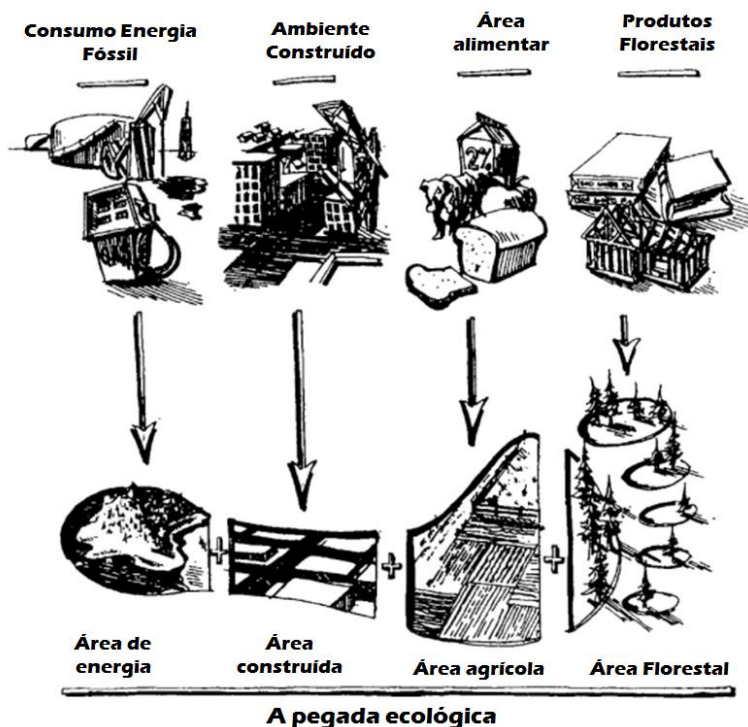 Consumo Energia
Fóssil
Ambiente
Construído
Área
alimentar
Produtos
Florestais
2%
Área de
energia
Área
construída
Área agrícola
Área Florestal
A pegada ecológica